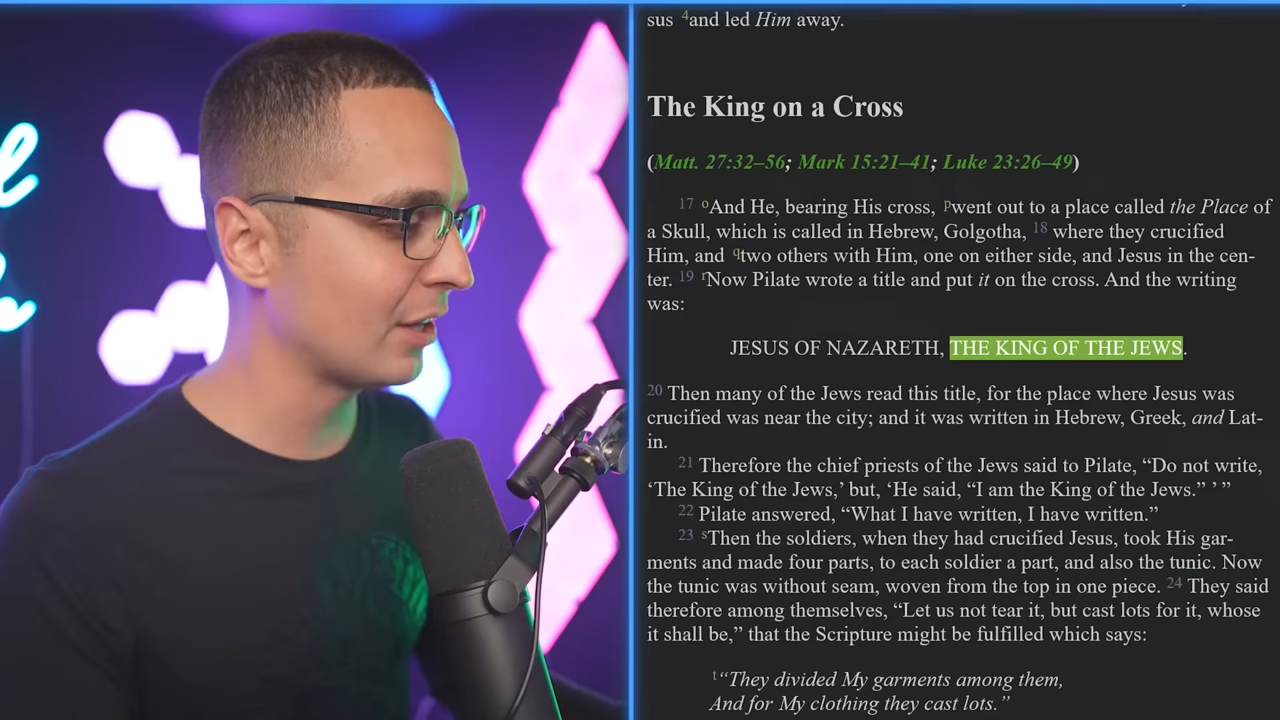 sus ⁴and led Him away.
The King on a Cross
(Matt. 27:32–56; Mark 15:21–41; Luke 23:26–49)
17 ᵒAnd He, bearing His cross, ᵖwent out to a place called the Place of
a Skull, which is called in Hebrew, Golgotha, 18 where they crucified
Him, and qtwo others with Him, one on either side, and Jesus in the cen-
ter. 19 ʳNow Pilate wrote a title and put it on the cross. And the writing
was:
JESUS OF NAZARETH, THE KING OF THE JEWS.
20 Then many of the Jews read this title, for the place where Jesus was
crucified was near the city; and it was written in Hebrew, Greek, and Lat-
in.
21 Therefore the chief priests of the Jews said to Pilate, “Do not write,
‘The King of the Jews,’ but, ‘He said, “I am the King of the Jews.” ’ ”
22 Pilate answered, “What I have written, I have written.”
23 ˢThen the soldiers, when they had crucified Jesus, took His gar-
ments and made four parts, to each soldier a part, and also the tunic. Now
the tunic was without seam, woven from the top in one piece. 24 They said
therefore among themselves, “Let us not tear it, but cast lots for it, whose
it shall be,” that the Scripture might be fulfilled which says:
ᵗ“They divided My garments among them,
And for My clothing they cast lots.”